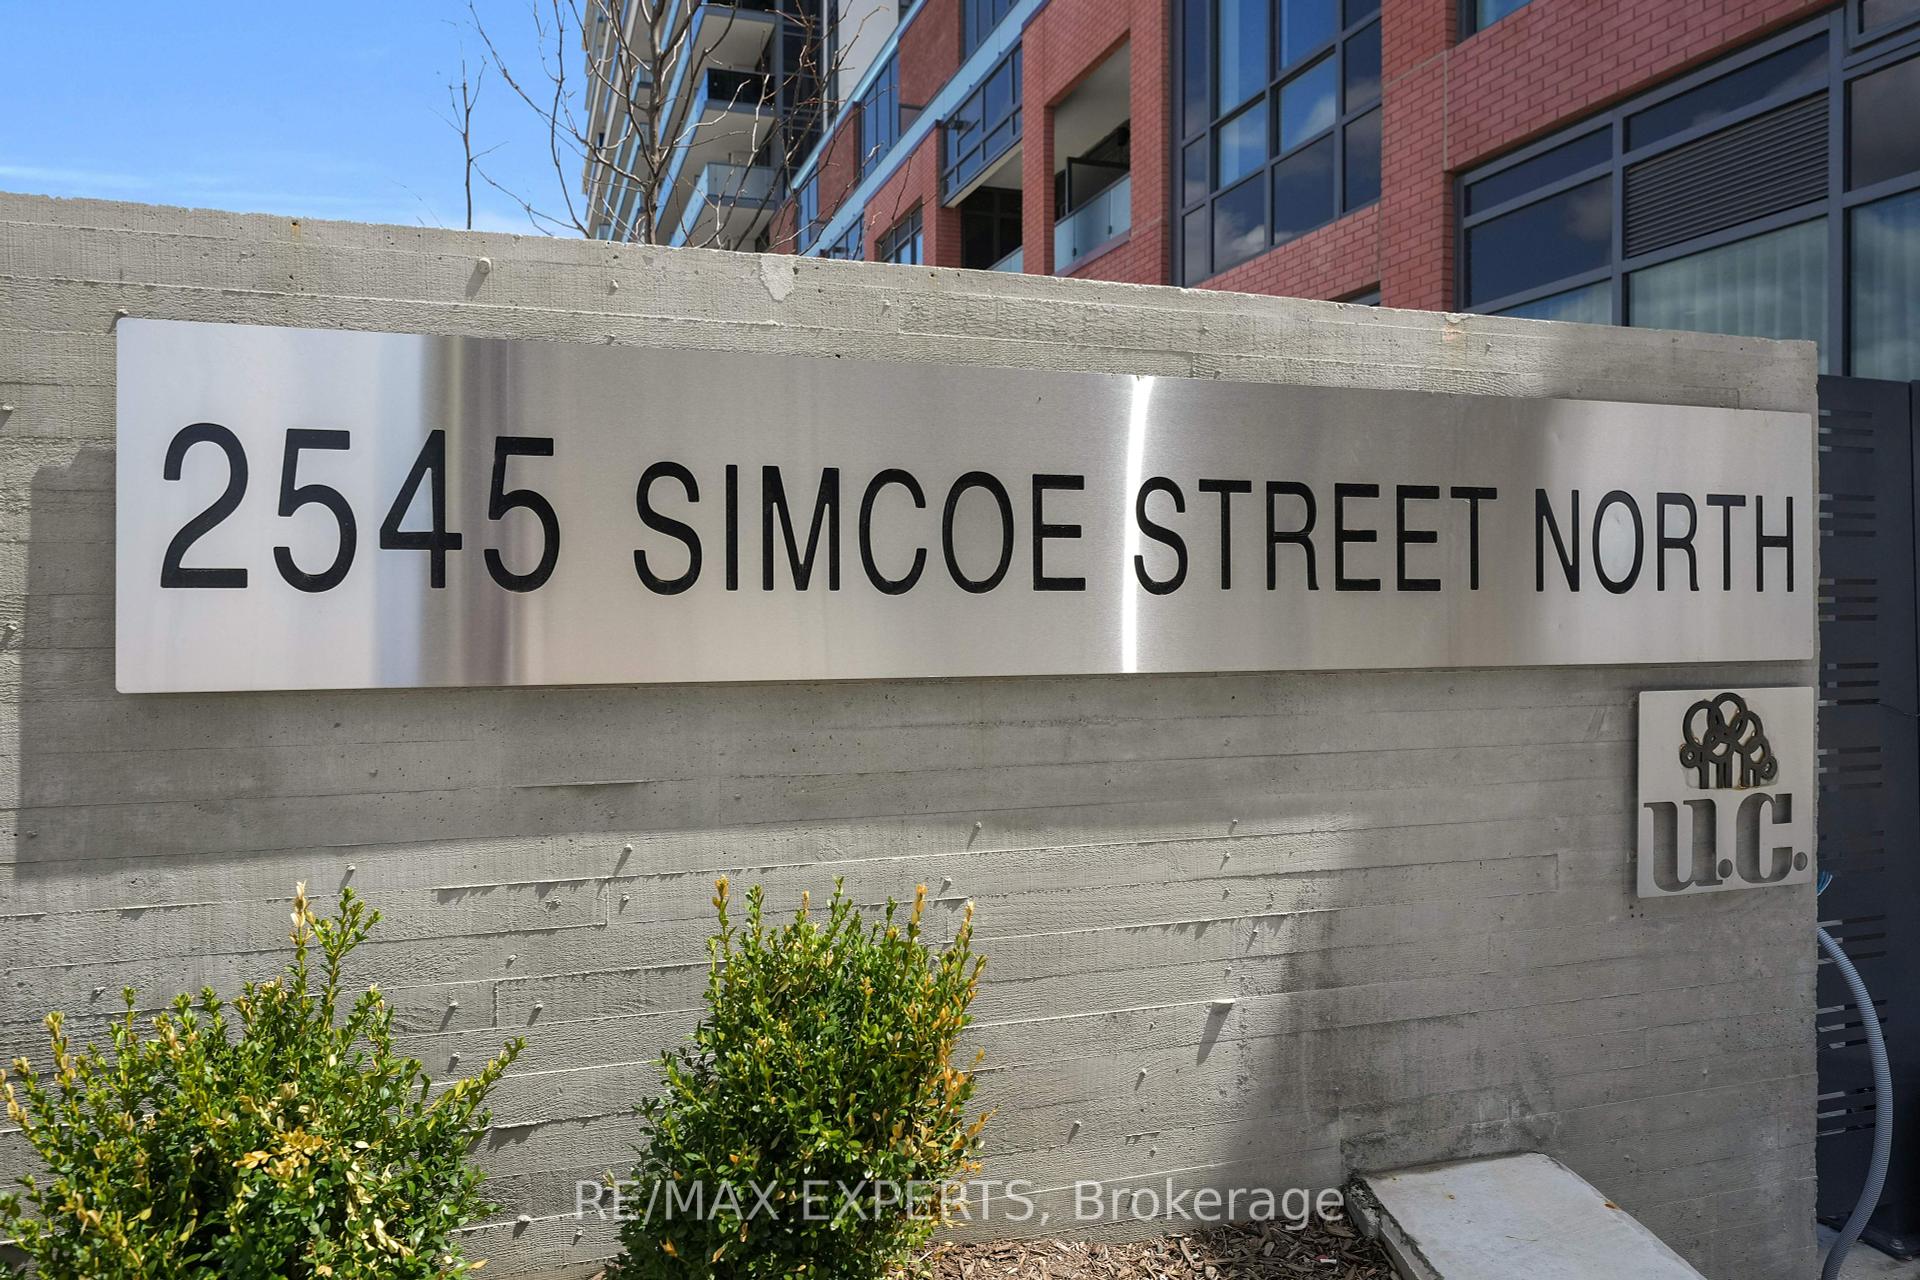 2545 SIMCOE STREET NORTH
u.c.
RE/MAX EXPERTS, Brokerage